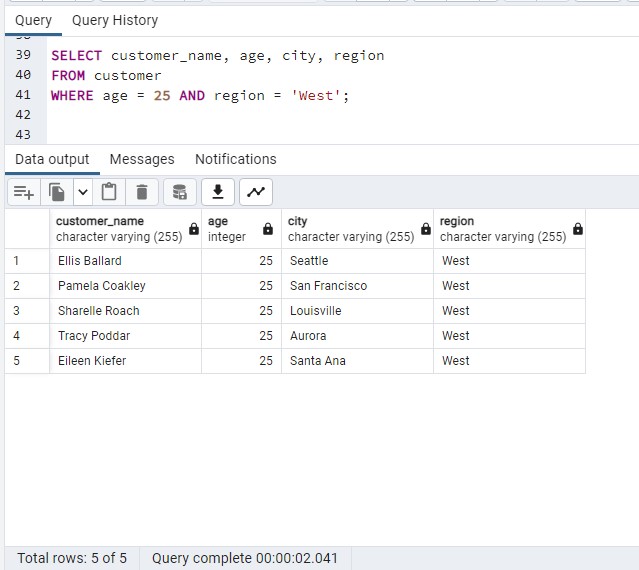 Query Query History
39 SELECT customer_name, age, city, region
40 FROM customer
41 WHERE age = 25 AND region = 'West';
42
43
Data output Messages Notifications
customer_name age city region
character varying (255) integer character varying (255) character varying (255)
1 Ellis Ballard 25 Seattle West
2 Pamela Coakley 25 San Francisco West
3 Sharelle Roach 25 Louisville West
4 Tracy Poddar 25 Aurora West
5 Eileen Kiefer 25 Santa Ana West
Total rows: 5 of 5 Query complete 00:00:02.041